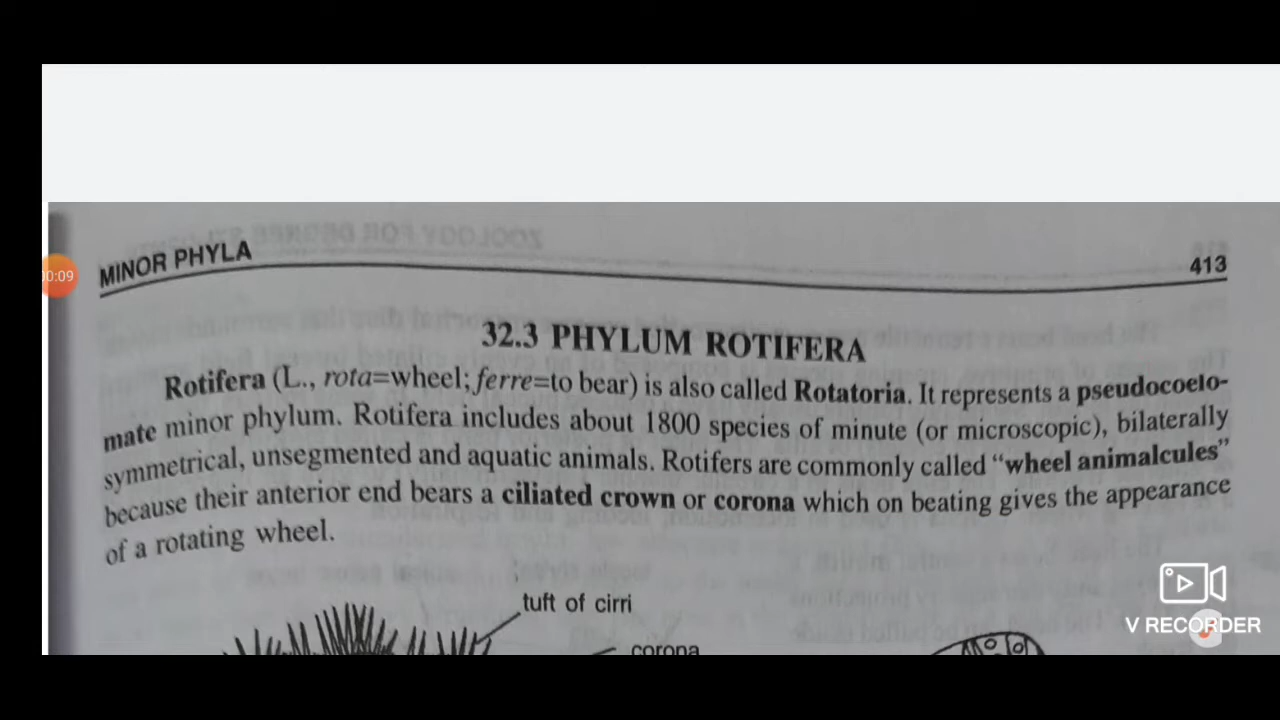 MINOR PHYLA
413
32.3 PHYLUM ROTIFERA
Rotifera (L., rota=wheel; ferre=to bear) is also called Rotatoria. It represents a pseudocoelo-
mate minor phylum. Rotifera includes about 1800 species of minute (or microscopic), bilaterally
symmetrical, unsegmented and aquatic animals. Rotifers are commonly called “wheel animalcules”
because their anterior end bears a ciliated crown or corona which on beating gives the appearance
of a rotating wheel.
tuft of cirri
corona
00:09
V RECORDER